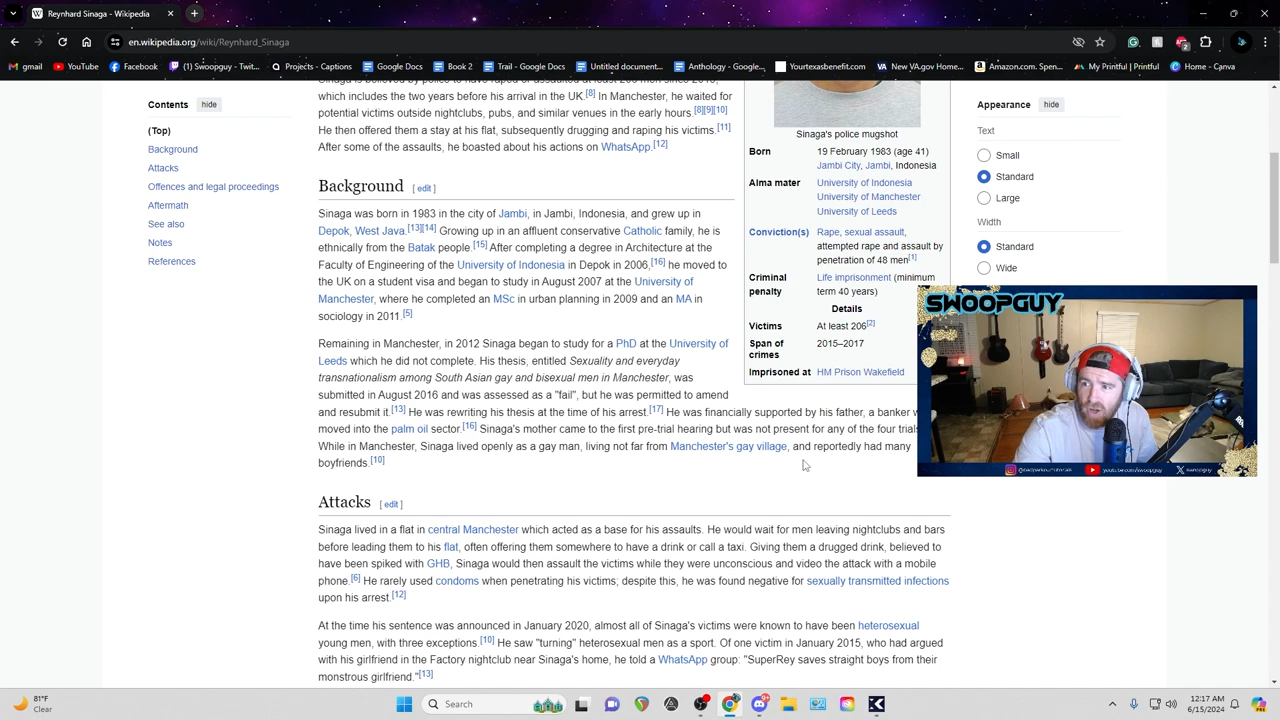 Reynhard Sinaga - Wikipedia
en.wikipedia.org/wiki/Reynhard_Sinaga
gmail
YouTube
Facebook
(1) Swoopguy - Twit...
Projects - Captions
Google Docs
Book 2
Trail - Google Docs
Untitled document...
Anthology - Google...
Yourtexasbenefit.com
New VA.gov Home...
Amazon.com. Spen...
My Printful | Printful
Home - Canva
Contents
hide
(Top)
Background
Attacks
Offences and legal proceedings
Aftermath
See also
Notes
References
which includes the two years before his arrival in the UK.[8] In Manchester, he waited for
potential victims outside nightclubs, pubs, and similar venues in the early hours.[8][9][10]
He then offered them a stay at his flat, subsequently drugging and raping his victims.[11]
After some of the assaults, he boasted about his actions on WhatsApp.[12]
Background [ edit ]
Sinaga was born in 1983 in the city of Jambi, in Jambi, Indonesia, and grew up in
Depok, West Java.[13][14] Growing up in an affluent conservative Catholic family, he is
ethnically from the Batak people.[15] After completing a degree in Architecture at the
Faculty of Engineering of the University of Indonesia in Depok in 2006,[16] he moved to
the UK on a student visa and began to study in August 2007 at the University of
Manchester, where he completed an MSc in urban planning in 2009 and an MA in
sociology in 2011.[5]
Remaining in Manchester, in 2012 Sinaga began to study for a PhD at the University of
Leeds which he did not complete. His thesis, entitled Sexuality and everyday
transnationalism among South Asian gay and bisexual men in Manchester, was
submitted in August 2016 and was assessed as a "fail", but he was permitted to amend
and resubmit it.[13] He was rewriting his thesis at the time of his arrest.[17] He was financially supported by his father, a banker
moved into the palm oil sector.[16] Sinaga's mother came to the first pre-trial hearing but was not present for any of the four trials
While in Manchester, Sinaga lived openly as a gay man, living not far from Manchester's gay village, and reportedly had many
boyfriends.[10]
Attacks [ edit ]
Sinaga lived in a flat in central Manchester which acted as a base for his assaults. He would wait for men leaving nightclubs and bars
before leading them to his flat, often offering them somewhere to have a drink or call a taxi. Giving them a drugged drink, believed to
have been spiked with GHB, Sinaga would then assault the victims while they were unconscious and video the attack with a mobile
phone.[6] He rarely used condoms when penetrating his victims; despite this, he was found negative for sexually transmitted infections
upon his arrest.[12]
At the time his sentence was announced in January 2020, almost all of Sinaga's victims were known to have been heterosexual
young men, with three exceptions.[10] He saw "turning" heterosexual men as a sport. Of one victim in January 2015, who had argued
with his girlfriend in the Factory nightclub near Sinaga's home, he told a WhatsApp group: "SuperRey saves straight boys from their
monstrous girlfriend."[13]
Sinaga's police mugshot
Born 19 February 1983 (age 41)
Jambi City, Jambi, Indonesia
Alma mater University of Indonesia
University of Manchester
University of Leeds
Conviction(s) Rape, sexual assault,
attempted rape and assault by
penetration of 48 men[1]
Criminal penalty Life imprisonment (minimum
term 40 years)
Details
Victims At least 206[2]
Span of crimes 2015–2017
Imprisoned at HM Prison Wakefield
Appearance
hide
Text
Small
Standard
Large
Width
Standard
Wide
SWOOPGUY
youtube.com/swoopguy
swoopguy
81°F
Clear
Search
12:17 AM
6/15/2024